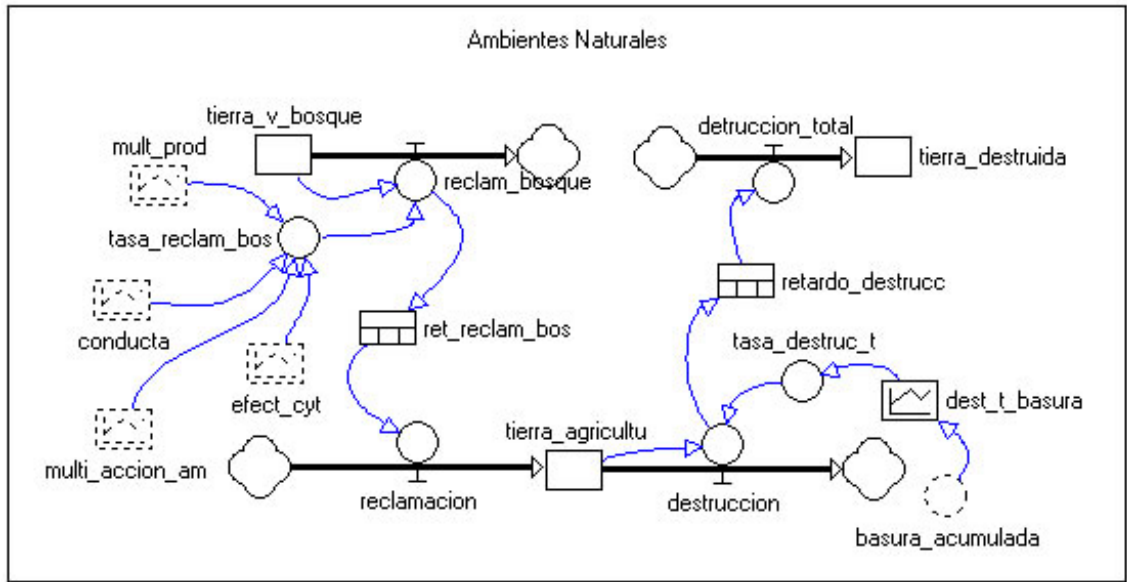 Ambientes Naturales
tierra_v_bosque
detruccion_total
mult_prod
tierra_destruida
reclam_bosque
tasa_reclam_bos
retardo_destrucc
ret_reclam_bos
conducta
tasa_destruc_t
efect_cyt
dest_t_basura
tierra_agricultu
multi_accion_am
reclamacion
destruccion
basura_acumulada